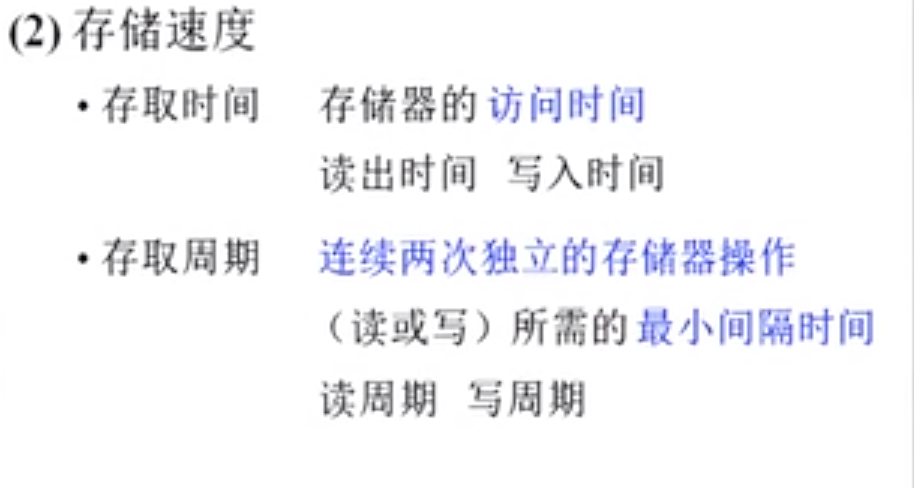 (2) 存储速度
• 存取时间 存储器的 访问时间
读出时间 写入时间
• 存取周期 连续两次独立的存储器操作
（读或写）所需的 最小间隔时间
读周期 写周期